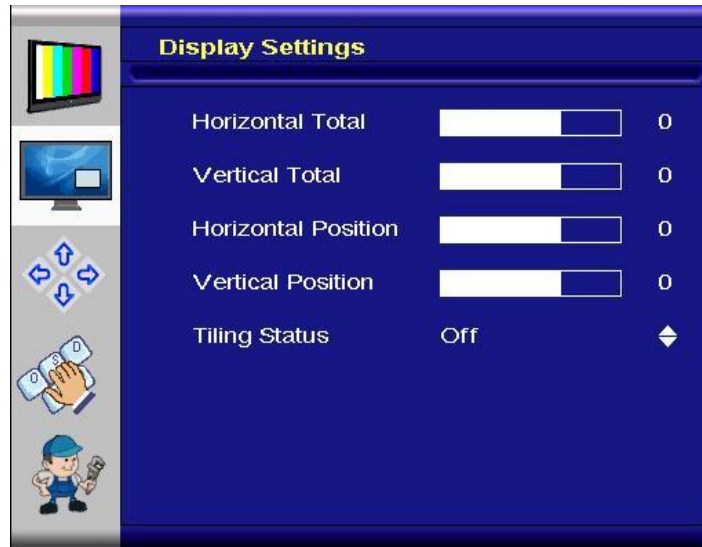 Display Settings
Horizontal Total 0
Vertical Total 0
Horizontal Position 0
Vertical Position 0
Tiling Status Off
O S D